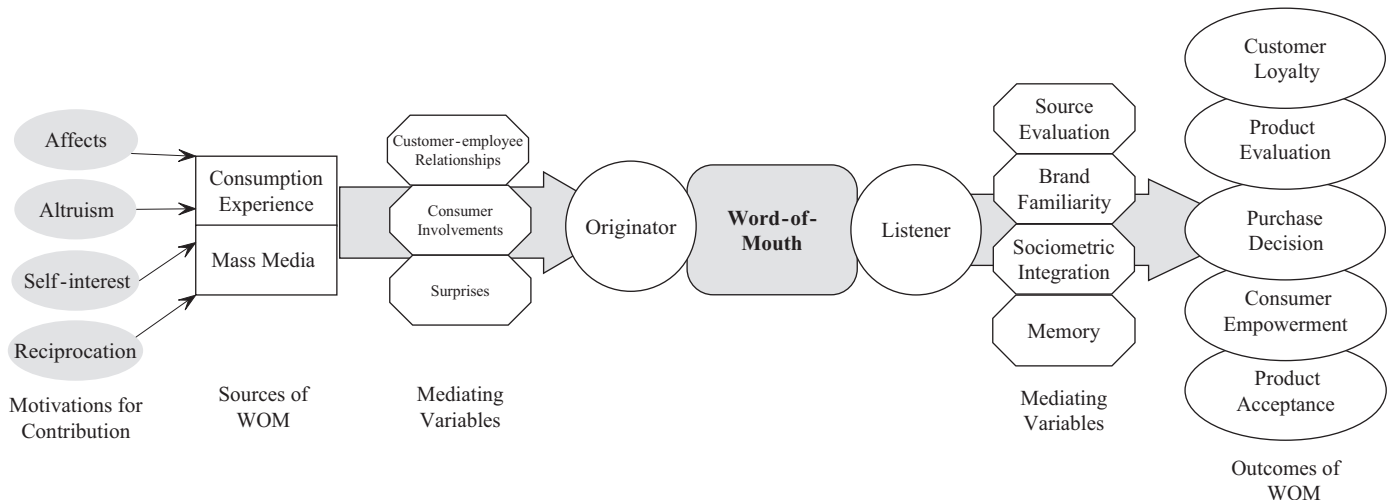 Affects
Altruism
Self-interest
Reciprocation
Motivations for
Contribution
Consumption
Experience
Mass Media
Sources of
WOM
Customer-employee
Relationships
Consumer
Involvements
Surprises
Mediating
Variables
Originator
Word-of-
Mouth
Listener
Source
Evaluation
Brand
Familiarity
Sociometric
Integration
Memory
Mediating
Variables
Customer
Loyalty
Product
Evaluation
Purchase
Decision
Consumer
Empowerment
Product
Acceptance
Outcomes of
WOM